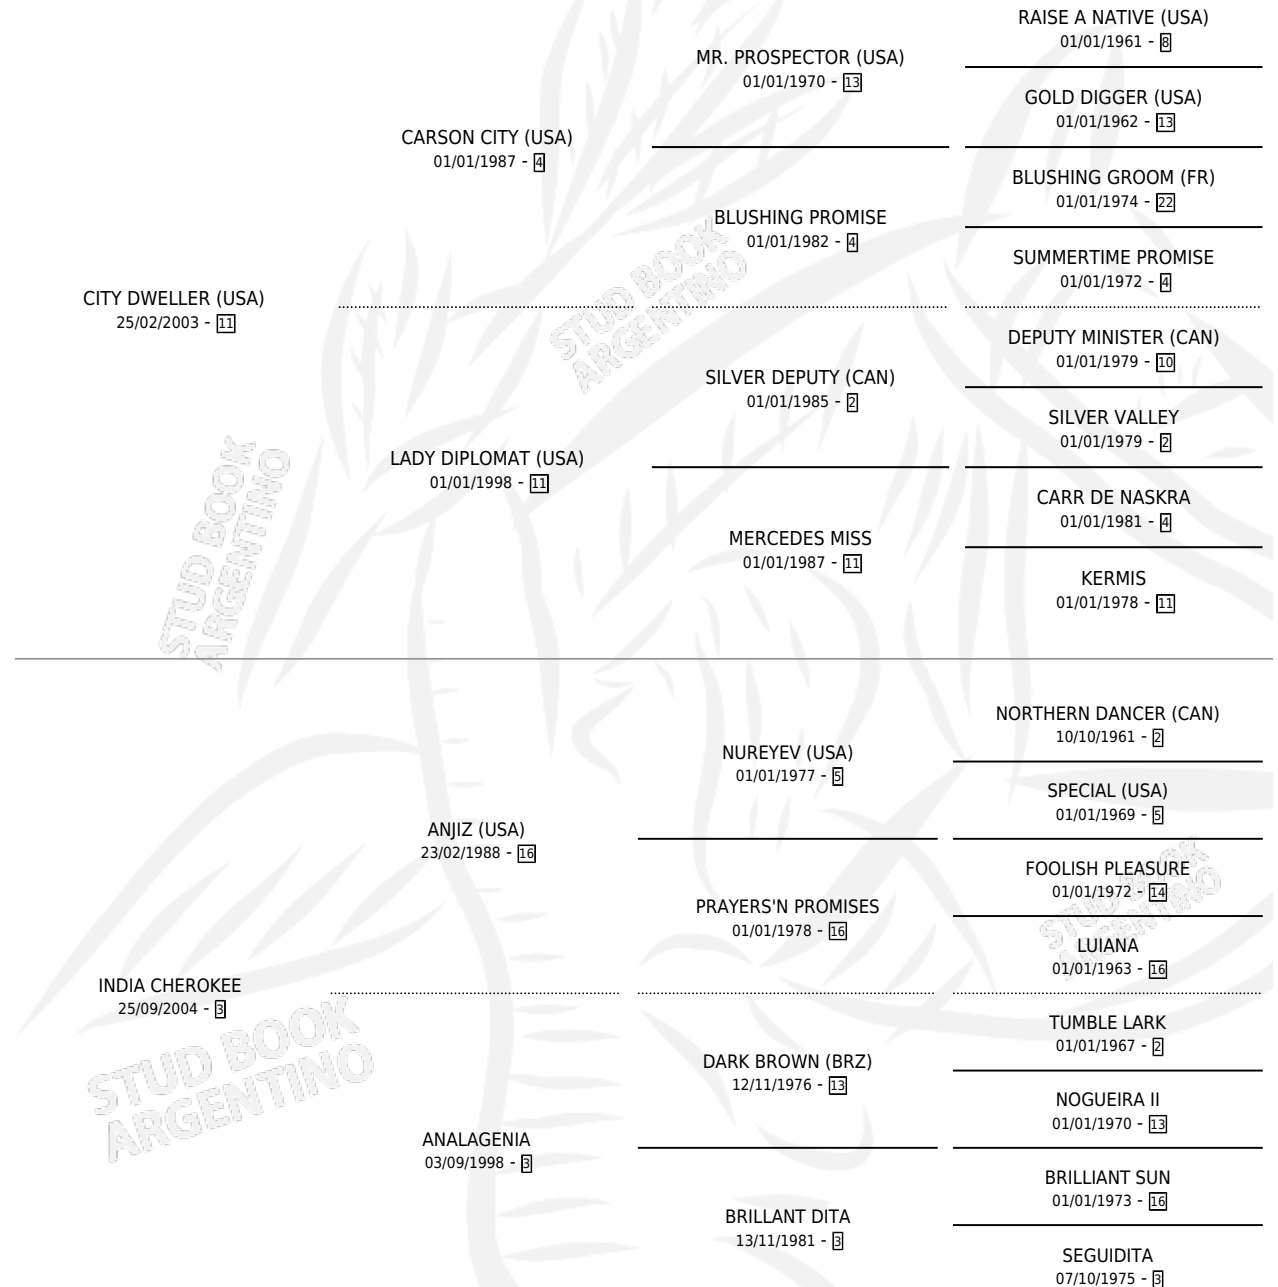 RAISE A NATIVE (USA)
01/01/1961 - 8
MR. PROSPECTOR (USA)
01/01/1970 - 13
GOLD DIGGER (USA)
01/01/1962 - 13
CARSON CITY (USA)
01/01/1987 - 4
BLUSHING GROOM (FR)
01/01/1974 - 22
BLUSHING PROMISE
01/01/1982 - 4
SUMMERTIME PROMISE
01/01/1972 - 4
CITY DWELLER (USA)
25/02/2003 - 11
STUD BOOK
ARGENTINO
DEPUTY MINISTER (CAN)
01/01/1979 - 10
SILVER DEPUTY (CAN)
01/01/1985 - 2
SILVER VALLEY
01/01/1979 - 2
LADY DIPLOMAT (USA)
01/01/1998 - 11
CARR DE NASKRA
01/01/1981 - 4
MERCEDES MISS
01/01/1987 - 11
KERMIS
01/01/1978 - 11
STUD BOOK
ARGENTINO
NORTHERN DANCER (CAN)
10/10/1961 - 2
NUREYEV (USA)
01/01/1977 - 5
SPECIAL (USA)
01/01/1969 - 5
ANJIZ (USA)
23/02/1988 - 16
FOOLISH PLEASURE
01/01/1972 - 14
PRAYERS'N PROMISES
01/01/1978 - 16
LUIANA
01/01/1963 - 16
STUD BOOK
ARGENTINO
INDIA CHEROKEE
25/09/2004 - 3
STUD BOOK
ARGENTINO
TUMBLE LARK
01/01/1967 - 2
DARK BROWN (BRZ)
12/11/1976 - 13
NOGUEIRA II
01/01/1970 - 13
ANALAGENIA
03/09/1998 - 3
BRILLIANT SUN
01/01/1973 - 16
BRILLANT DITA
13/11/1981 - 3
SEGUIDITA
07/10/1975 - 3